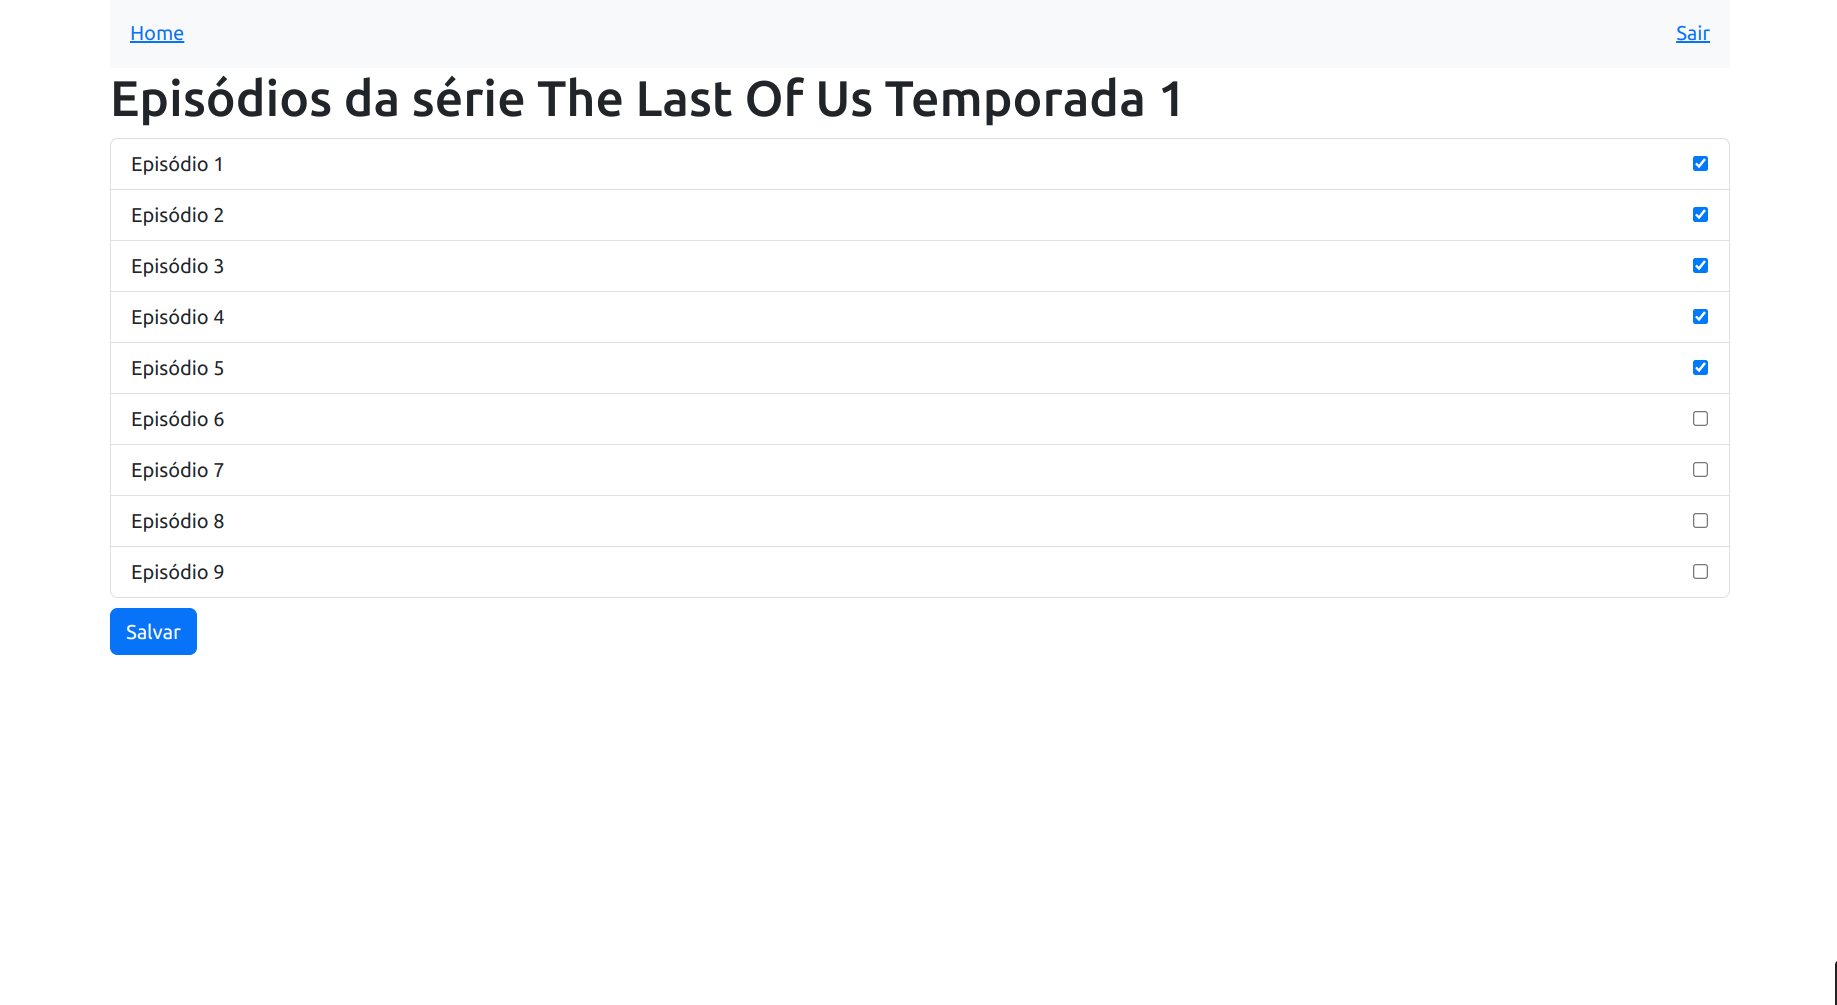 Home
Sair
Episódios da série The Last Of Us Temporada 1
Episódio 1
Episódio 2
Episódio 3
Episódio 4
Episódio 5
Episódio 6
Episódio 7
Episódio 8
Episódio 9
Salvar